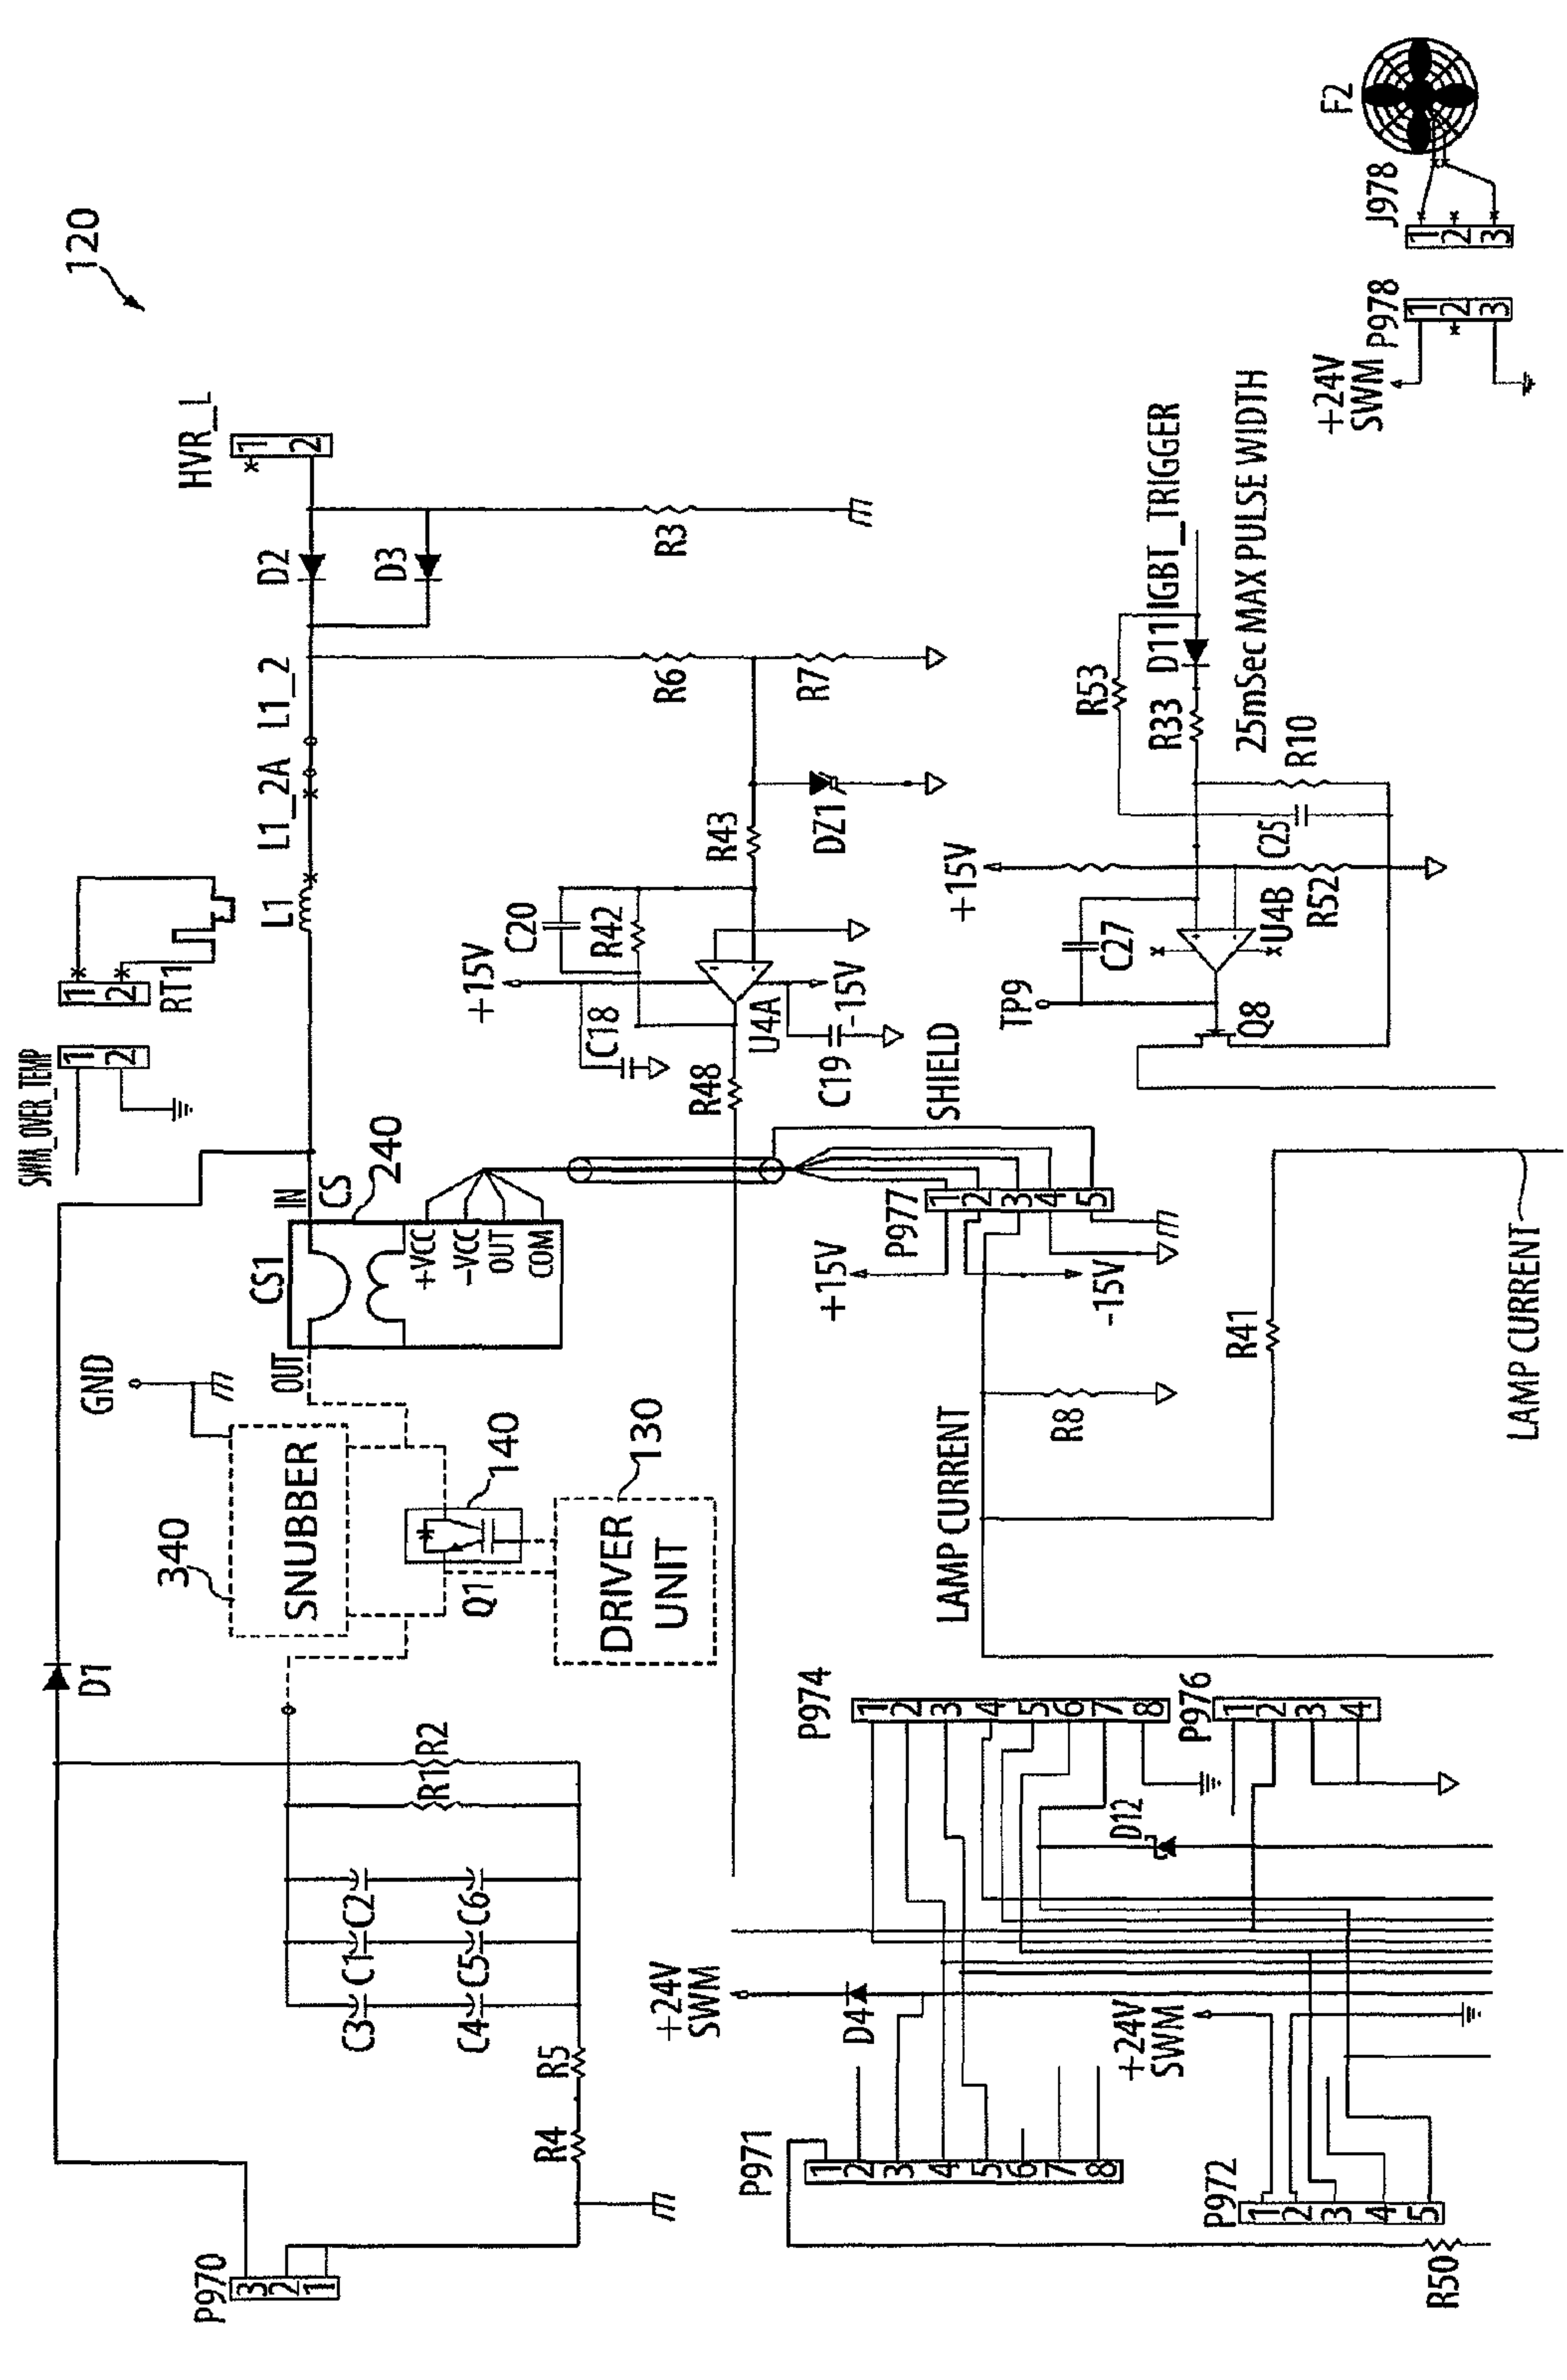 120
HVR_L
1
2
D2
D3
R3
L1_2
L1_2A
L1
R6
R7
DZ1
R43
C20
R42
+15V
C18
U4A
-15V
C19
R48
RT1
1
2
SWM_OVER_TEMP
1
2
IN
CS
240
CS1
+VCC
-VCC
OUT
COM
OUT
GND
340
SNUBBER
140
Q1
130
DRIVER
UNIT
D1
R2
R1
C2
C6
C1
C5
C3
C4
R5
R4
P970
3
2
1
F2
J978
1
2
3
P978
1
2
3
+24V
SWM
IGBT_TRIGGER
25mSec MAX PULSE WIDTH
D11
R53
R33
R10
C25
+15V
R52
U4B
C27
TP9
Q8
SHIELD
P977
1
2
3
4
5
+15V
-15V
R8
R41
LAMP CURRENT
LAMP CURRENT
P974
1
2
3
4
5
6
7
8
P976
1
2
3
4
D12
+24V
SWM
D4
+24V
SWM
P971
1
2
3
4
5
6
7
8
P972
1
2
3
4
5
R50